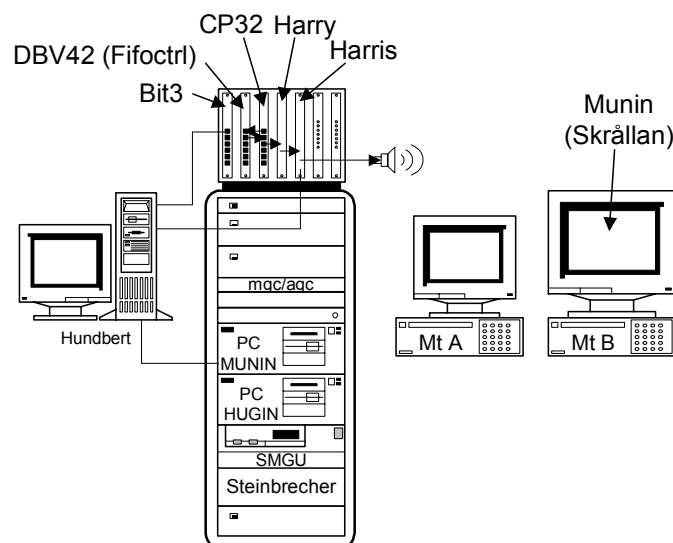 CP32 Harry
Harris
DBV42 (Fifoctrl)
Bit3
Munin
(Skrållan)
mgc/agc
Hundbert
PC
MUNIN
PC
HUGIN
SMGU
Steinbrecher
Mt A
Mt B